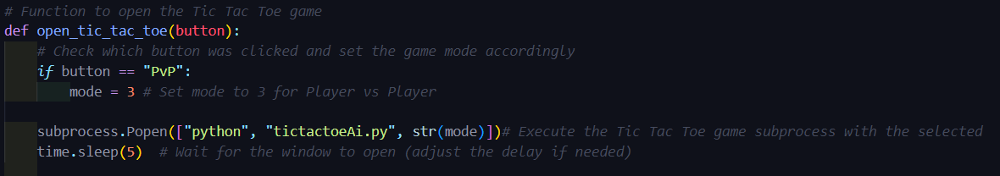 # Function to open the Tic Tac Toe game
def open_tic_tac_toe(button):
    # Check which button was clicked and set the game mode accordingly
    if button == "PvP":
        mode = 3 # Set mode to 3 for Player vs Player
    subprocess.Popen(["python", "tictactoeAi.py", str(mode)])# Execute the Tic Tac Toe game subprocess with the selected
    time.sleep(5)  # Wait for the window to open (adjust the delay if needed)